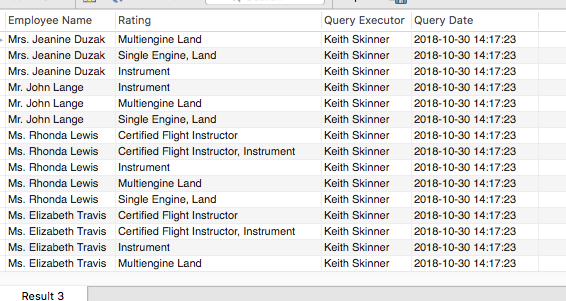 Employee Name Rating Query Executor Query Date
Mrs. Jeanine Duzak Multiengine Land Keith Skinner 2018-10-30 14:17:23
Mrs. Jeanine Duzak Single Engine, Land Keith Skinner 2018-10-30 14:17:23
Mrs. Jeanine Duzak Instrument Keith Skinner 2018-10-30 14:17:23
Mr. John Lange Instrument Keith Skinner 2018-10-30 14:17:23
Mr. John Lange Multiengine Land Keith Skinner 2018-10-30 14:17:23
Mr. John Lange Single Engine, Land Keith Skinner 2018-10-30 14:17:23
Ms. Rhonda Lewis Certified Flight Instructor Keith Skinner 2018-10-30 14:17:23
Ms. Rhonda Lewis Certified Flight Instructor, Instrument Keith Skinner 2018-10-30 14:17:23
Ms. Rhonda Lewis Instrument Keith Skinner 2018-10-30 14:17:23
Ms. Rhonda Lewis Multiengine Land Keith Skinner 2018-10-30 14:17:23
Ms. Rhonda Lewis Single Engine, Land Keith Skinner 2018-10-30 14:17:23
Ms. Elizabeth Travis Certified Flight Instructor Keith Skinner 2018-10-30 14:17:23
Ms. Elizabeth Travis Certified Flight Instructor, Instrument Keith Skinner 2018-10-30 14:17:23
Ms. Elizabeth Travis Instrument Keith Skinner 2018-10-30 14:17:23
Ms. Elizabeth Travis Multiengine Land Keith Skinner 2018-10-30 14:17:23
Result 3